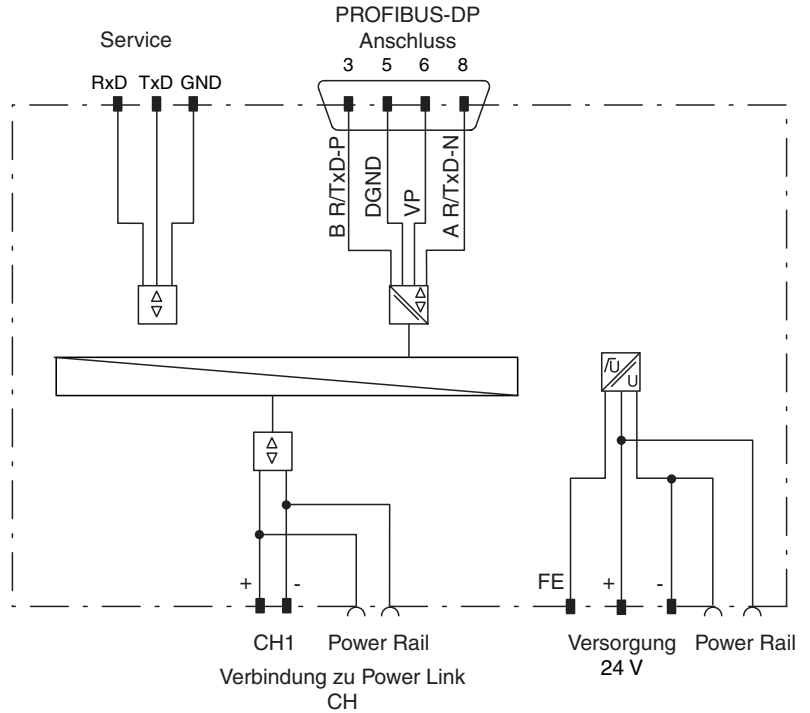 PROFIBUS-DP
Anschluss
Service
3 5 6 8
RxD TxD GND
B R/TxD-P
DGND
VP
A R/TxD-N
U
U
+ -
FE + -
CH1 Power Rail
Verbindung zu Power Link
CH
Versorgung Power Rail
24 V